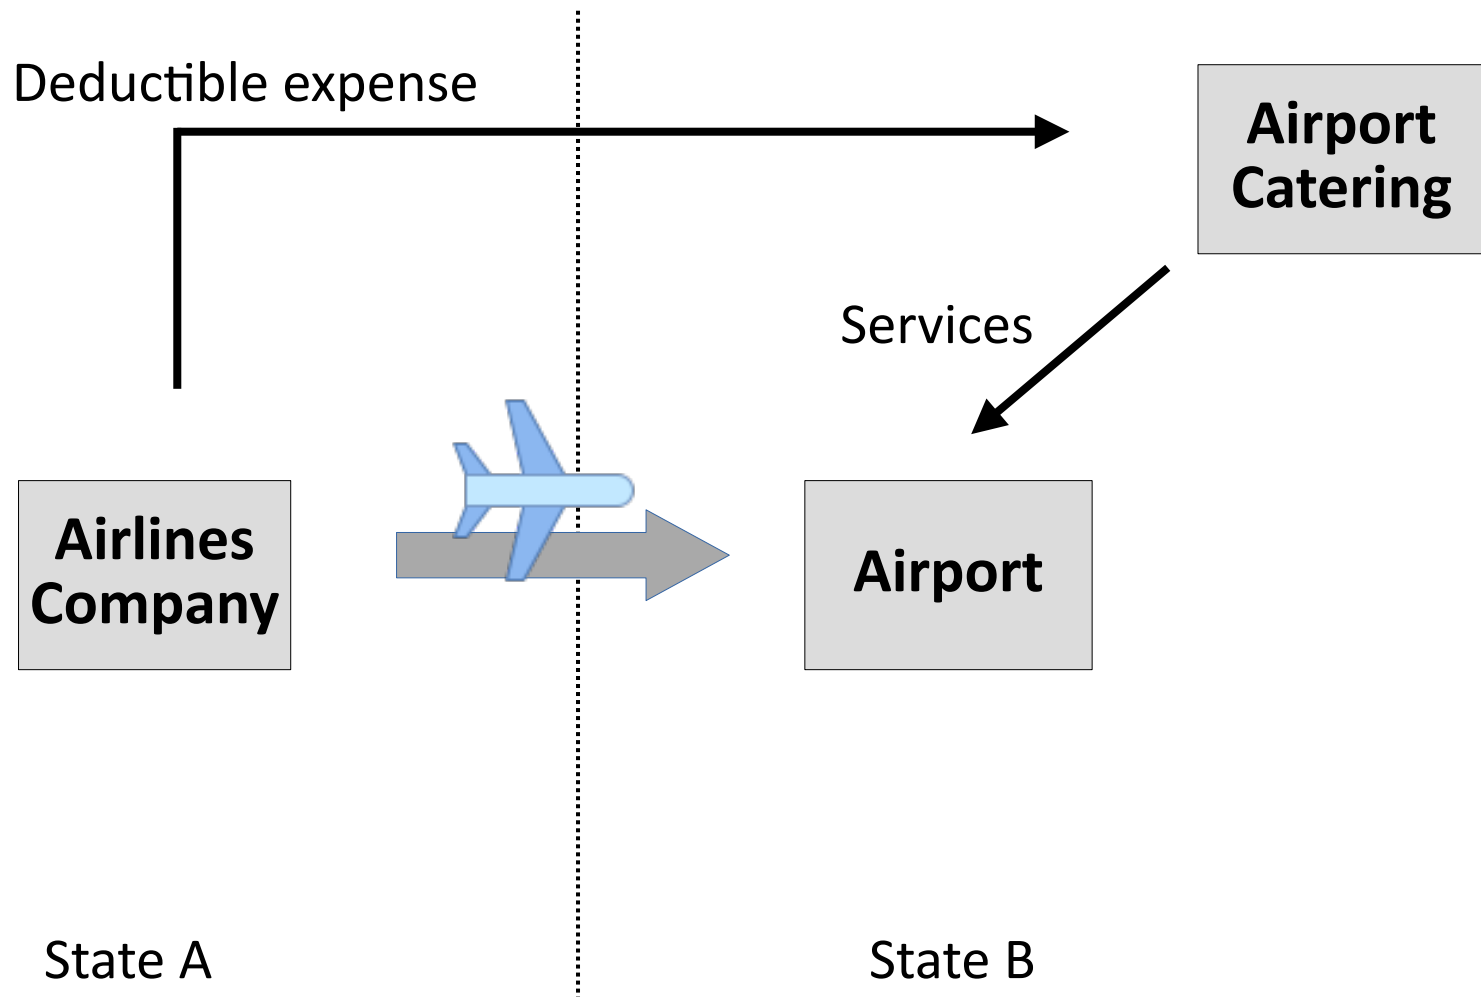 Deductible expense
Airport
Catering
Services
Airlines
Company
Airport
State A
State B